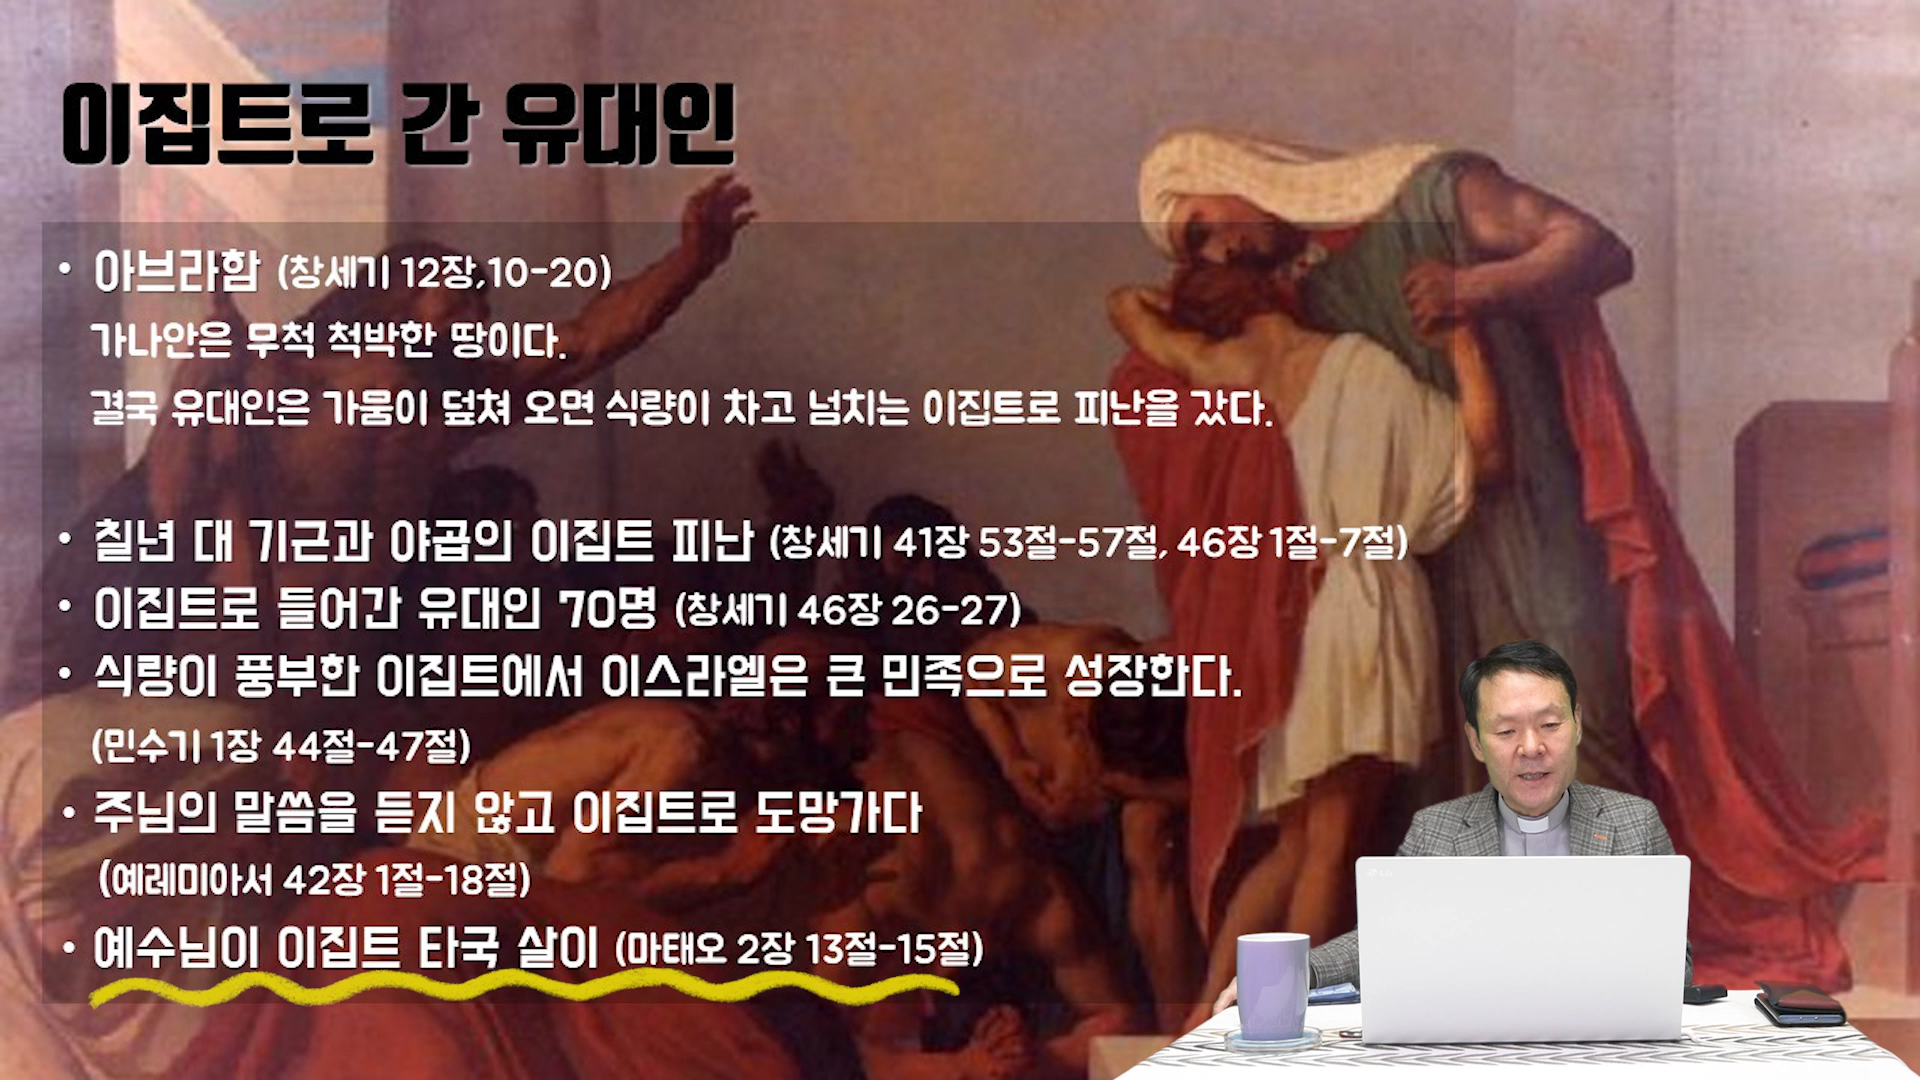 이집트로 간 유대인
• 아브라함 (창세기 12장,10-20)
가나안은 무척 척박한 땅이다.
결국 유대인은 가뭄이 덮쳐 오면 식량이 차고 넘치는 이집트로 피난을 갔다.
• 칠년 대 기근과 야곱의 이집트 피난 (창세기 41장 53절-57절, 46장 1절-7절)
• 이집트로 들어간 유대인 70명 (창세기 46장 26-27)
• 식량이 풍부한 이집트에서 이스라엘은 큰 민족으로 성장한다.
(민수기 1장 44절-47절)
• 주님의 말씀을 듣지 않고 이집트로 도망가다
(예레미아서 42장 1절-18절)
• 예수님이 이집트 타국 살이 (마태오 2장 13절-15절)